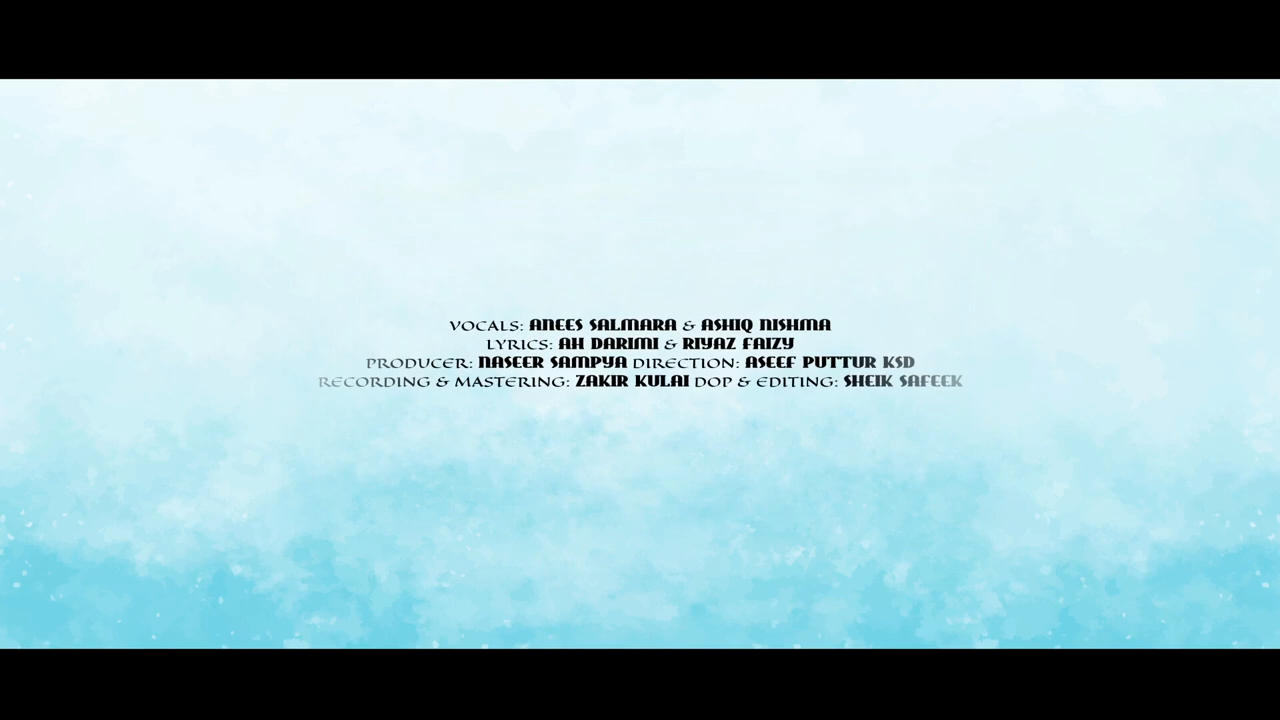 VOCALS: ANEES SALMARA & ASHIQ NISHMA
LYRICS: AH DARIMI & RIYAZ FAIZY
PRODUCER: NASEER SAMPYA DIRECTION: ASEEF PUTTUR KSD
RECORDING & MASTERING: ZAKIR KULAI DOP & EDITING: SHEIK SAFEEK